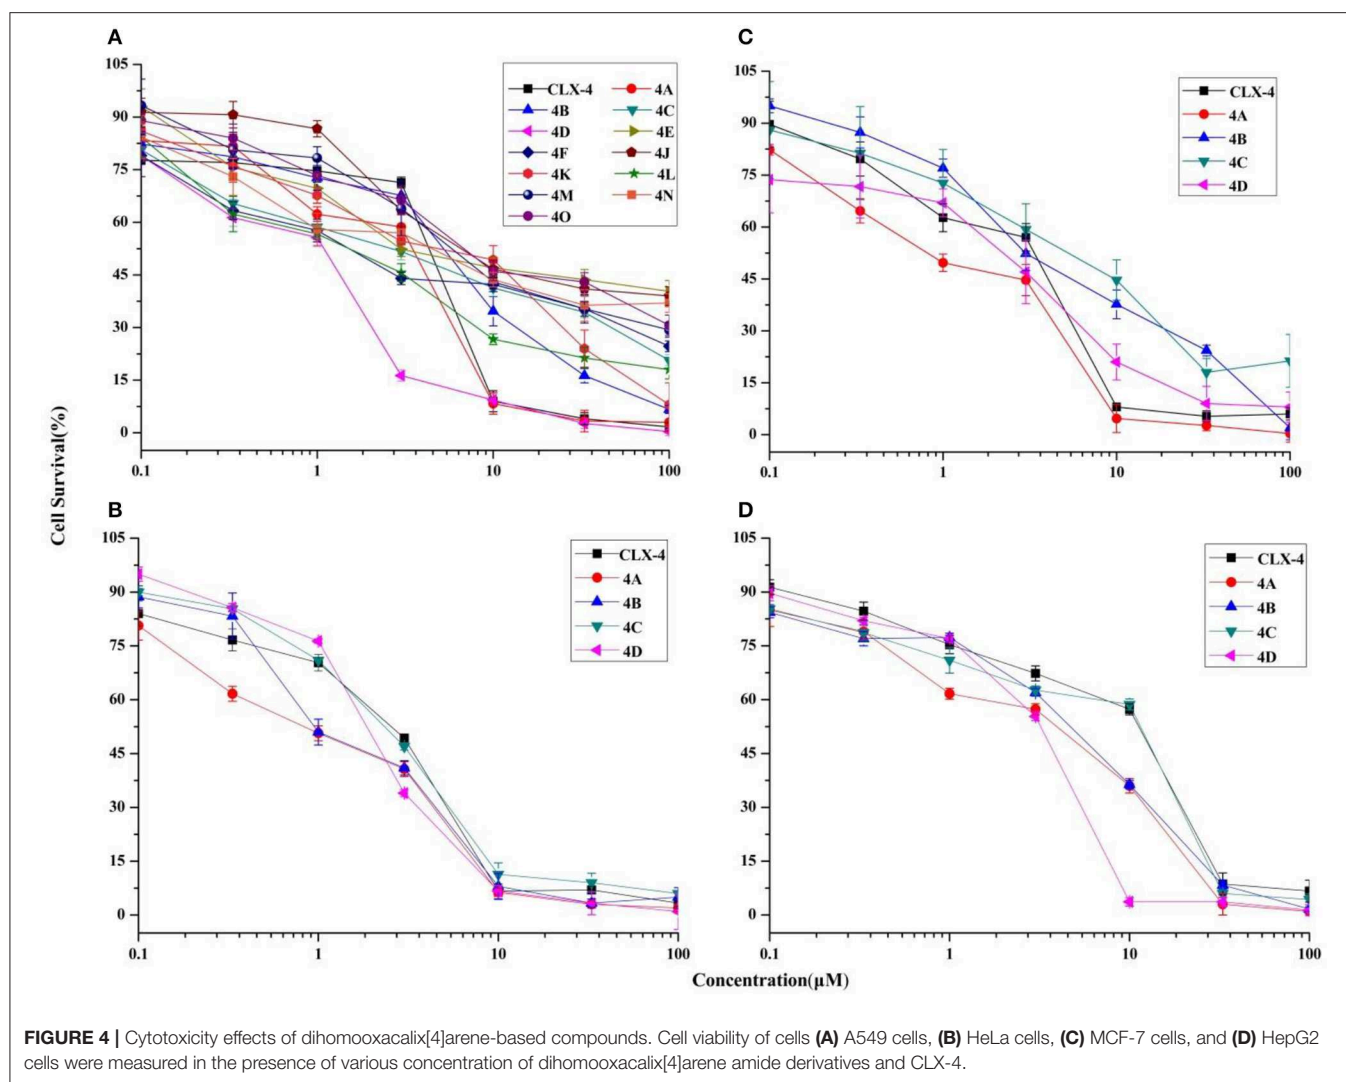 A
105
90
75
60
45
30
15
0
0.1 1 10 100
CLX-4 4A
4B 4C
4D 4E
4F 4J
4K 4L
4M 4N
4O
C
105
90
75
60
45
30
15
0
0.1 1 10 100
CLX-4
4A
4B
4C
4D
Cell Survival(%)
B
105
90
75
60
45
30
15
0
0.1 1 10 100
CLX-4
4A
4B
4C
4D
D
105
90
75
60
45
30
15
0
0.1 1 10 100
CLX-4
4A
4B
4C
4D
Concentration(µM)
FIGURE 4 | Cytotoxicity effects of dihomooxacalix[4]arene-based compounds. Cell viability of cells (A) A549 cells, (B) HeLa cells, (C) MCF-7 cells, and (D) HepG2
cells were measured in the presence of various concentration of dihomooxacalix[4]arene amide derivatives and CLX-4.